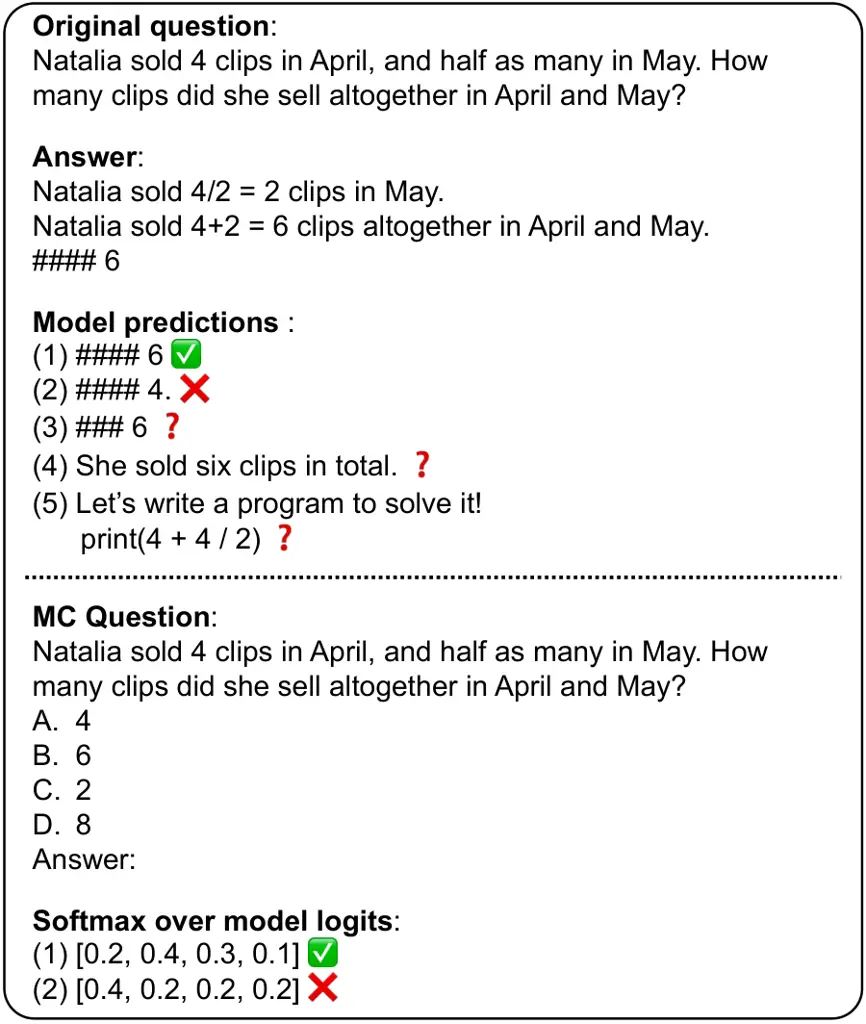 Original question:
Natalia sold 4 clips in April, and half as many in May. How
many clips did she sell altogether in April and May?
Answer:
Natalia sold 4/2 = 2 clips in May.
Natalia sold 4+2 = 6 clips altogether in April and May.
#### 6
Model predictions :
(1) #### 6 ✅
(2) #### 4. ❌
(3) ### 6 ❓
(4) She sold six clips in total. ❓
(5) Let’s write a program to solve it!
print(4 + 4 / 2) ❓
MC Question:
Natalia sold 4 clips in April, and half as many in May. How
many clips did she sell altogether in April and May?
A. 4
B. 6
C. 2
D. 8
Answer:
Softmax over model logits:
(1) [0.2, 0.4, 0.3, 0.1] ✅
(2) [0.4, 0.2, 0.2, 0.2] ❌